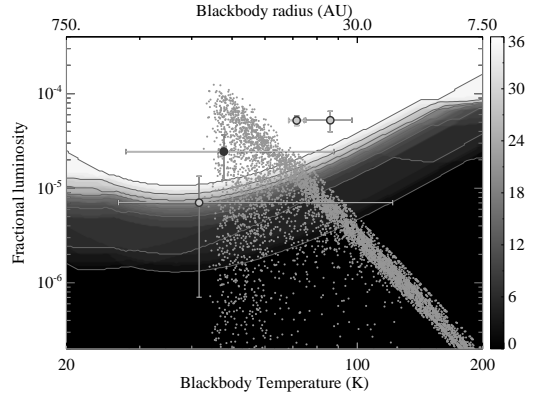 Blackbody radius (AU)
750. 30.0 7.50
36
30
24
18
12
6
0
Fractional luminosity
10⁻⁴
10⁻⁵
10⁻⁶
20 100 200
Blackbody Temperature (K)